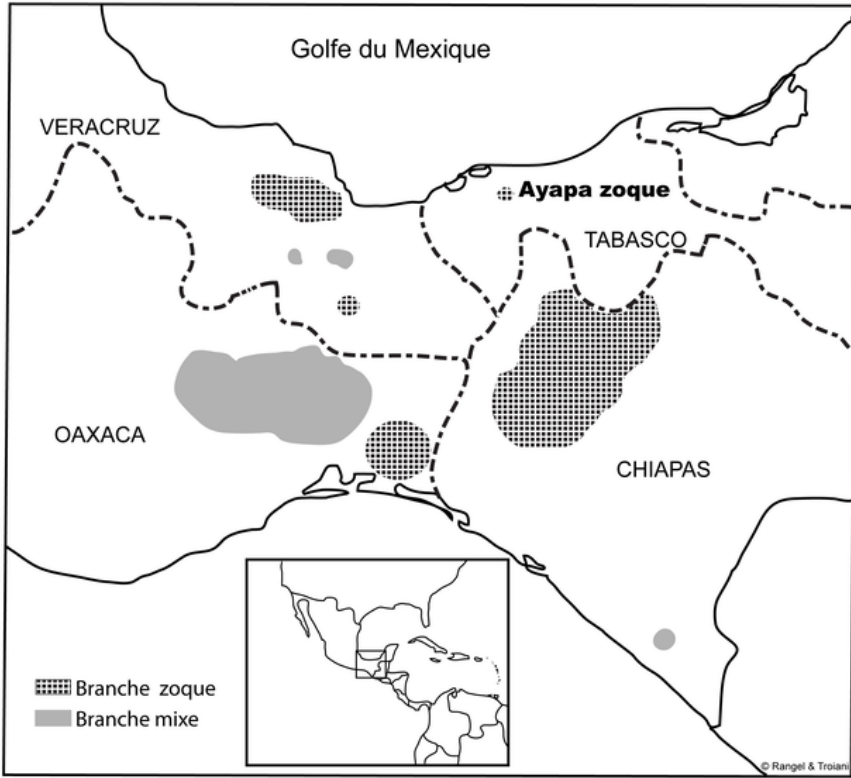 Golfe du Mexique
VERACRUZ
Ayapa zoque
TABASCO
OAXACA
CHIAPAS
Branche zoque
Branche mixe
© Rangel & Troiani